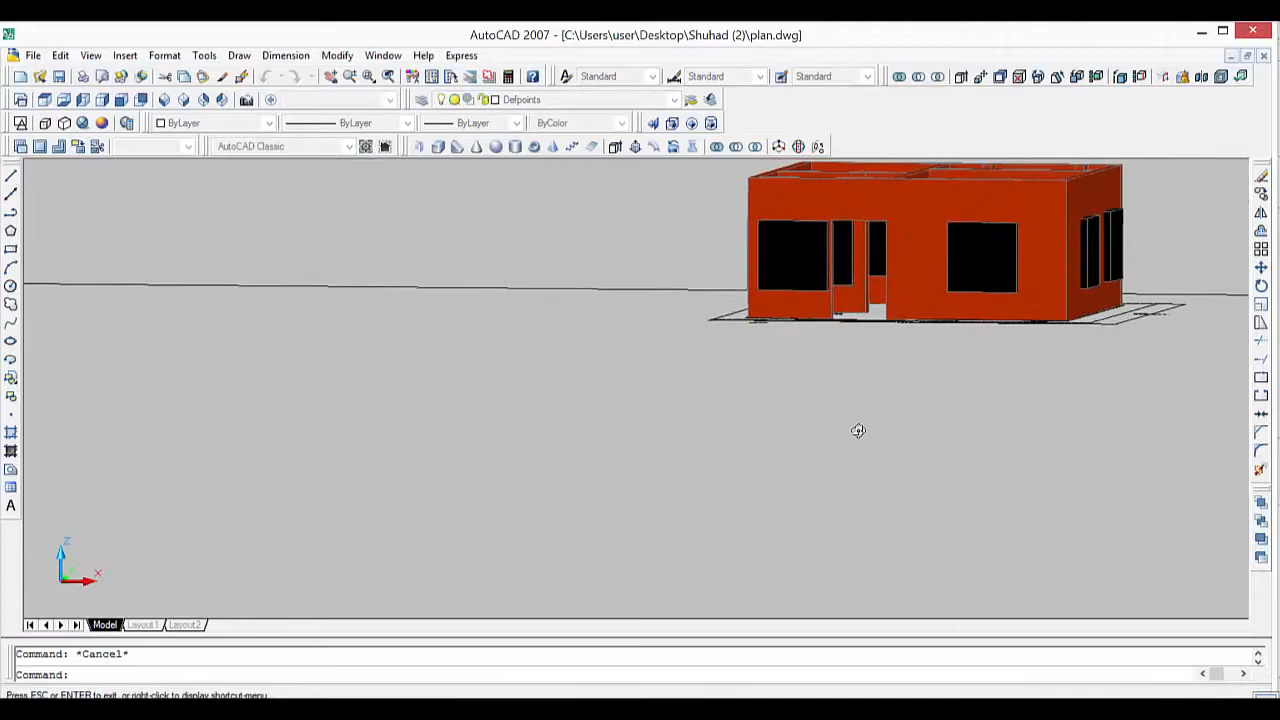 AutoCAD 2007 - [C:\Users\user\Desktop\Shuhad (2)\plan.dwg]
File Edit View Insert Format Tools Draw Dimension Modify Window Help Express
Standard Standard Standard
Defpoints
ByLayer ByLayer ByLayer ByColor
AutoCAD Classic
A
Z
Y
X
Model Layout1 Layout2
Command: *Cancel*
Command:
Press ESC or ENTER to exit, or right-click to display shortcut-menu.